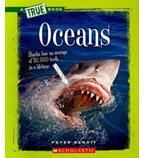 A TRUE BOOK
Oceans
Sharks lose an average
of 30,000 teeth
in a lifetime.
PETER BENOIT
SCHOLASTIC